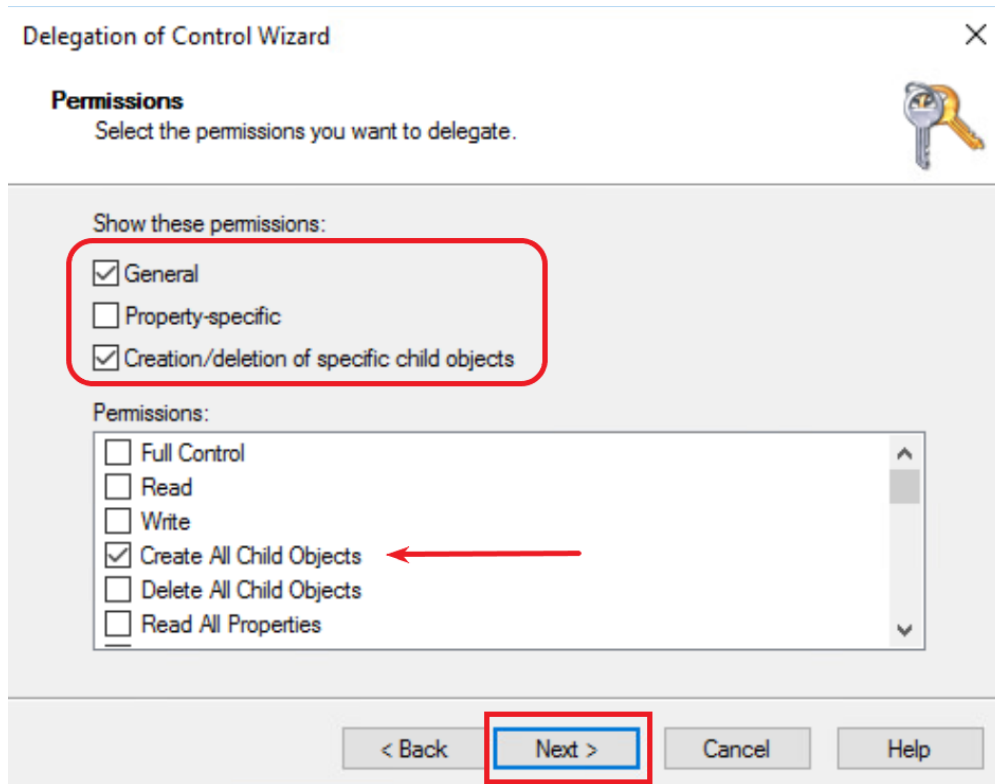 Delegation of Control Wizard
Permissions
Select the permissions you want to delegate.
Show these permissions:
General
Property-specific
Creation/deletion of specific child objects
Permissions:
Full Control
Read
Write
Create All Child Objects
Delete All Child Objects
Read All Properties
< Back
Next >
Cancel
Help